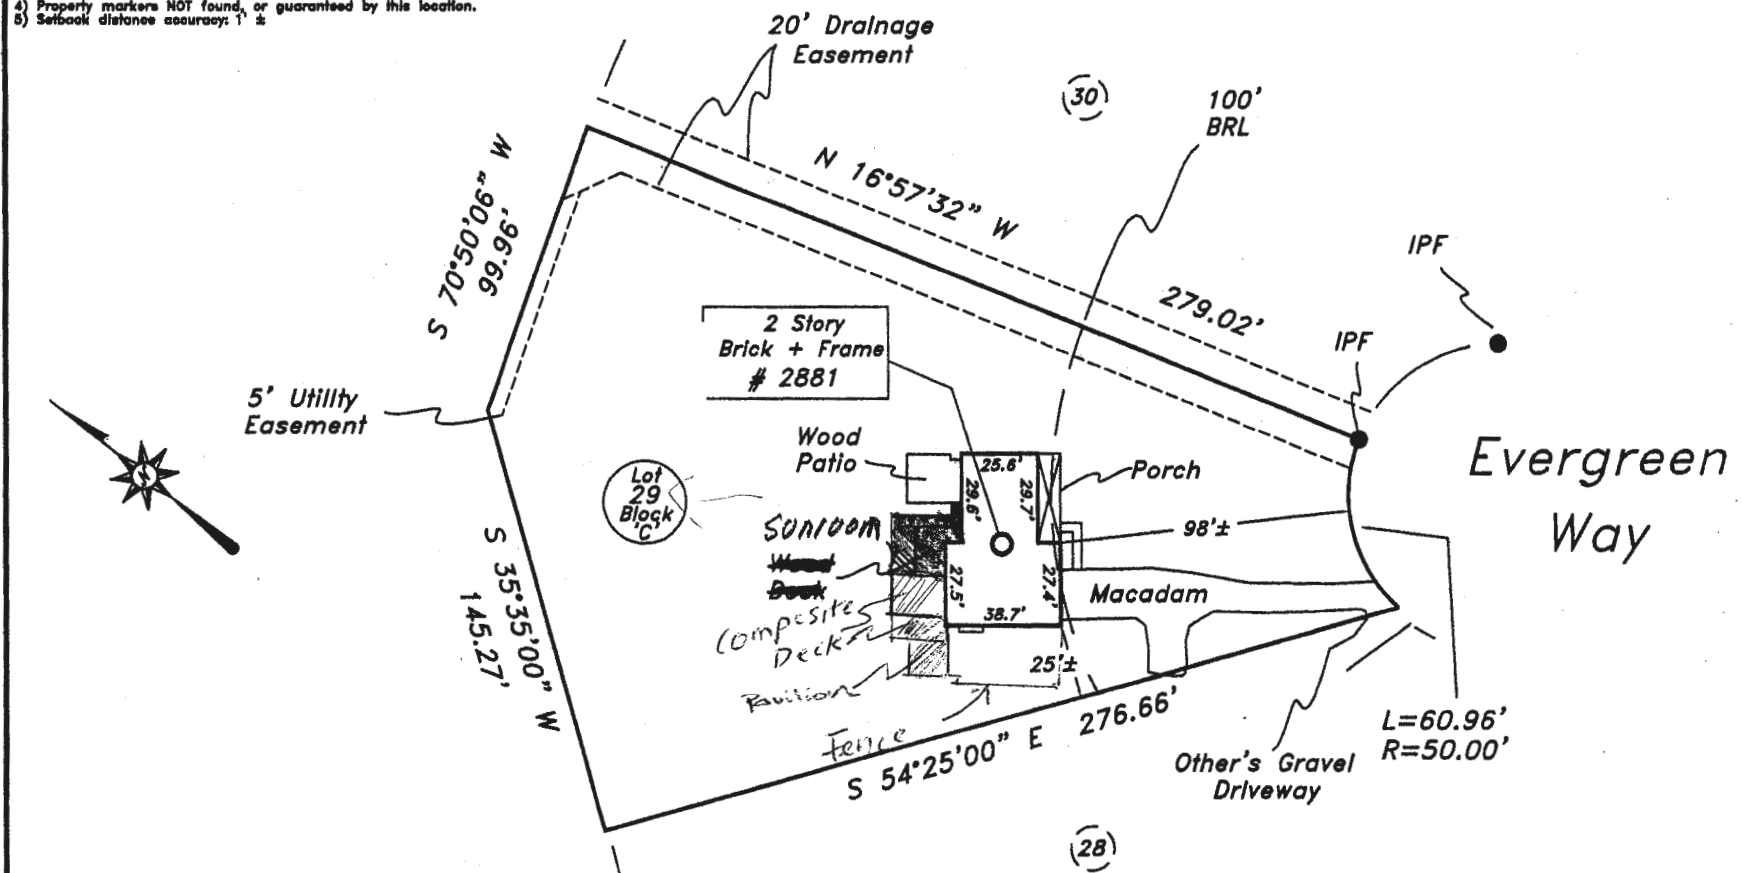 4) Property markers NOT found, or guaranteed by this location.
5) Setback distance accuracy: 1' ±
20' Drainage
Easement
30
100'
BRL
N 16°57'32" W
279.02'
IPF
IPF
S 70°50'06" W
99.96'
2 Story
Brick + Frame
# 2881
5' Utility
Easement
Wood
Patio
25.6'
29.6'
29.7'
Porch
Evergreen
Way
Lot
29
Block
'C'
Sunroom
Wood
Deck
98'±
27.5'
27.4'
38.7'
Macadam
Composite
Deck
Pavilion
25'±
Fence
S 35°35'00" W
145.27'
S 54°25'00" E 276.66'
L=60.96'
R=50.00'
Other's Gravel
Driveway
28